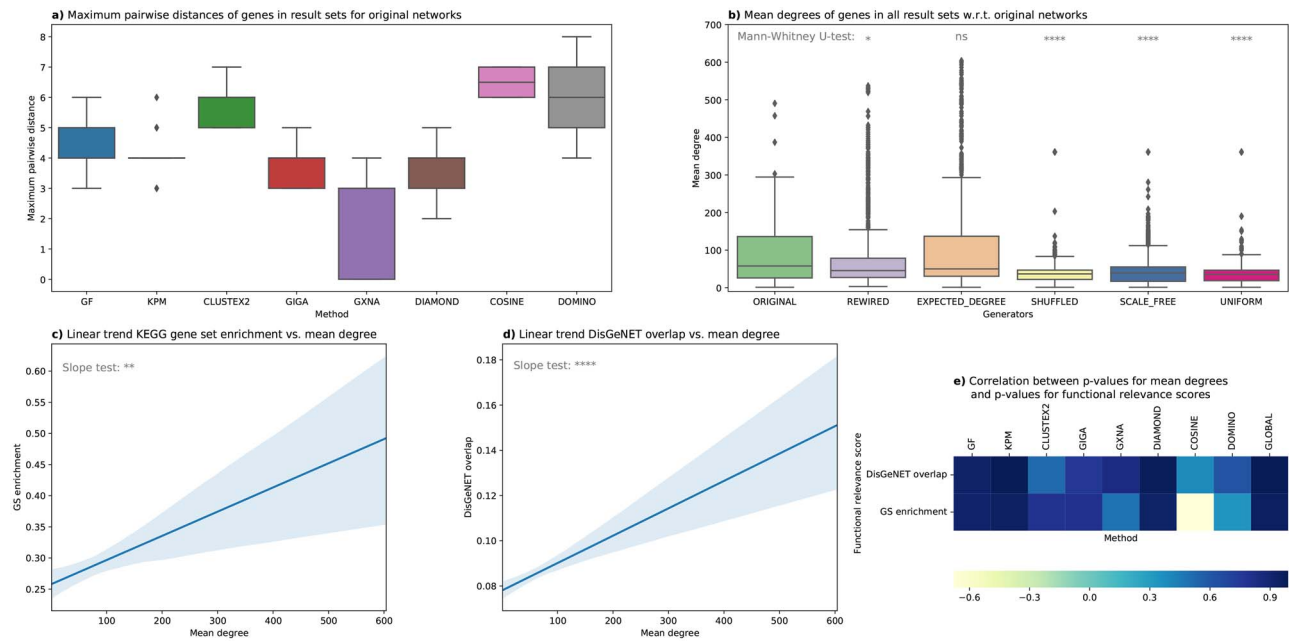 a) Maximum pairwise distances of genes in result sets for original networks
8
7
6
5
4
3
2
1
0
Maximum pairwise distance
GF KPM CLUSTEX2 GIGA GXNA DIAMOND COSINE DOMINO
Method
b) Mean degrees of genes in all result sets w.r.t. original networks
Mann-Whitney U-test: * ns **** **** ****
700
600
500
400
300
200
100
0
Mean degree
ORIGINAL REWIRED EXPECTED_DEGREE SHUFFLED SCALE_FREE UNIFORM
Generators
c) Linear trend KEGG gene set enrichment vs. mean degree
Slope test: **
0.60
0.55
0.50
0.45
0.40
0.35
0.30
0.25
GS enrichment
100 200 300 400 500 600
Mean degree
d) Linear trend DisGeNET overlap vs. mean degree
Slope test: ****
0.18
0.16
0.14
0.12
0.10
0.08
DisGeNET overlap
100 200 300 400 500 600
Mean degree
e) Correlation between p-values for mean degrees
and p-values for functional relevance scores
GF KPM CLUSTEX2 GIGA GXNA DIAMOND COSINE DOMINO GLOBAL
Functional relevance score
DisGeNET overlap
GS enrichment
Method
−0.6 −0.3 0.0 0.3 0.6 0.9